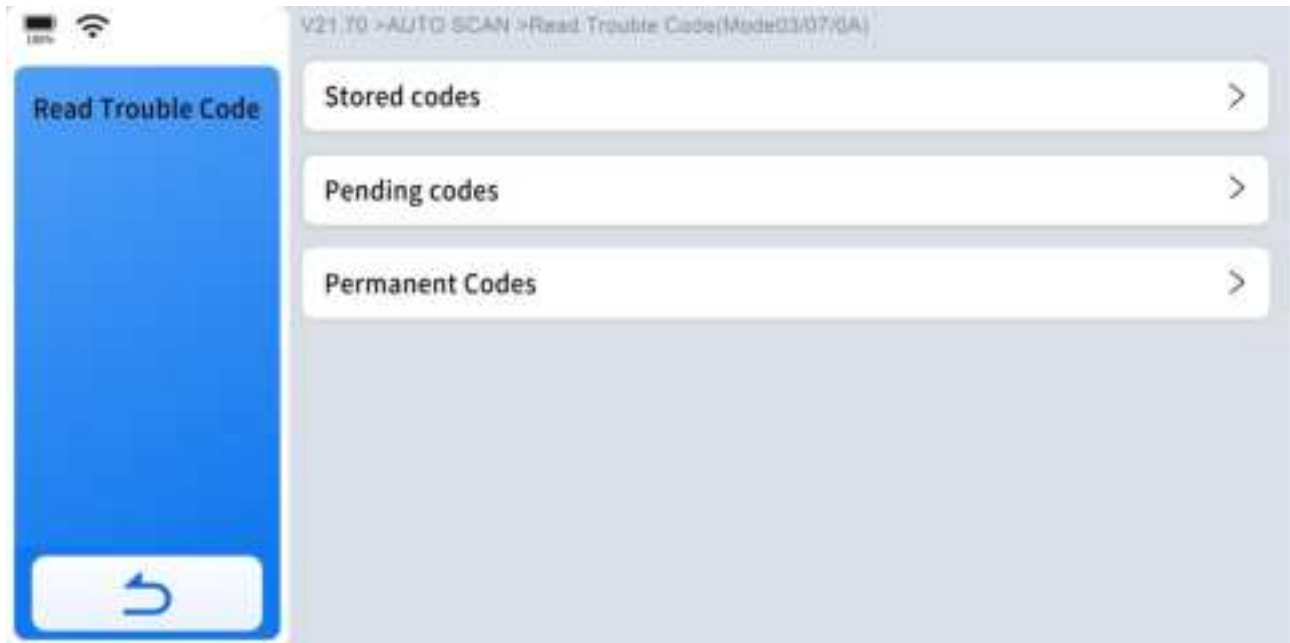 100%
V21.70 >AUTO SCAN >Read Trouble Code(Mode03/07/0A)
Read Trouble Code
Stored codes
Pending codes
Permanent Codes